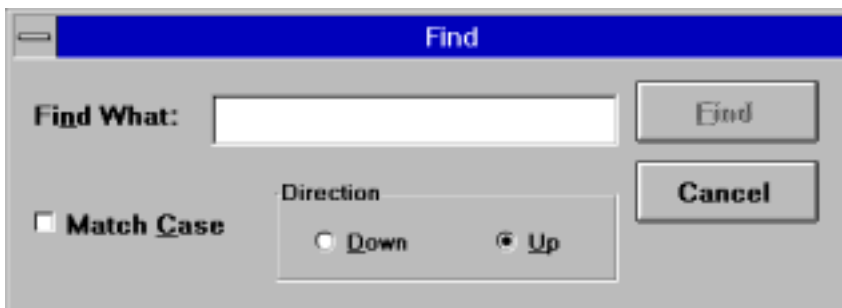 Find
Find What:
Find
Match Case
Direction
Down
Up
Cancel